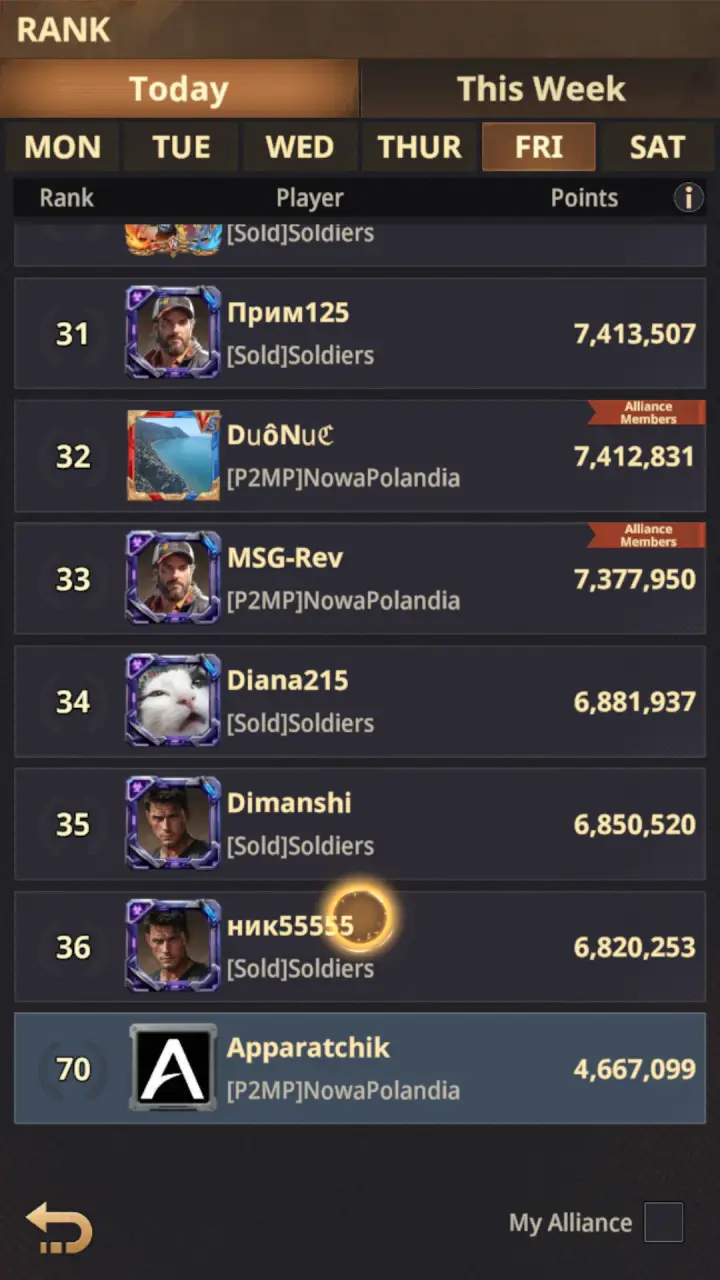 RANK
Today
This Week
MON TUE WED THUR FRI SAT
Rank Player Points
[Sold]Soldiers
31 Прим125 7,413,507
[Sold]Soldiers
Alliance
Members
32 DuôNuℭ 7,412,831
[P2MP]NowaPolandia
Alliance
Members
33 MSG-Rev 7,377,950
[P2MP]NowaPolandia
34 Diana215 6,881,937
[Sold]Soldiers
35 Dimanshi 6,850,520
[Sold]Soldiers
36 ник55555 6,820,253
[Sold]Soldiers
70 Apparatchik 4,667,099
[P2MP]NowaPolandia
My Alliance